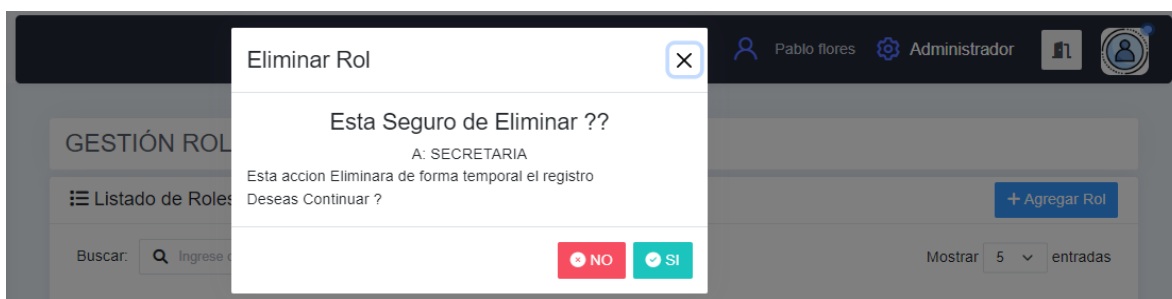 Eliminar Rol
Pablo flores
Administrador
Esta Seguro de Eliminar ??
A: SECRETARIA
Esta accion Eliminara de forma temporal el registro
Deseas Continuar ?
NO
SI
GESTIÓN ROL
Listado de Roles
+ Agregar Rol
Buscar:
Ingrese
Mostrar 5 entradas